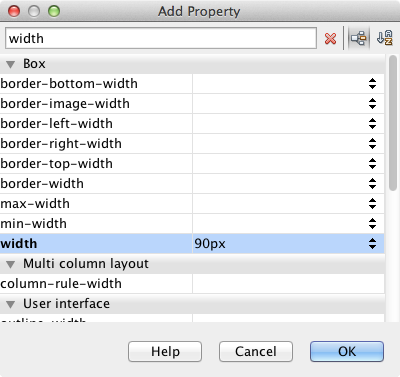 Add Property
width
Box
border-bottom-width
border-image-width
border-left-width
border-right-width
border-top-width
border-width
max-width
min-width
width 90px
Multi column layout
column-rule-width
User interface
outline-width
Help Cancel OK